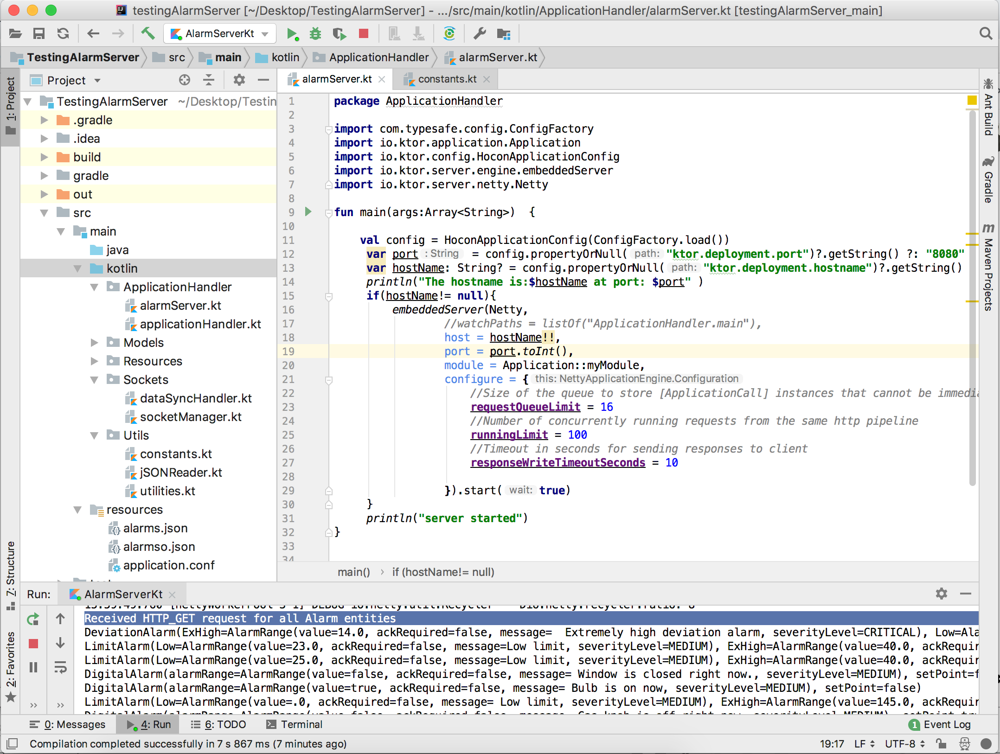 testingAlarmServer [~/Desktop/TestingAlarmServer] - .../src/main/kotlin/ApplicationHandler/alarmServer.kt [testingAlarmServer_main]
AlarmServerKt
TestingAlarmServer src main kotlin ApplicationHandler alarmServer.kt
1: Project
7: Structure
2: Favorites
Project
TestingAlarmServer ~/Desktop/Testin
.gradle
.idea
build
gradle
out
src
main
java
kotlin
ApplicationHandler
alarmServer.kt
applicationHandler.kt
Models
Resources
Sockets
dataSyncHandler.kt
socketManager.kt
Utils
constants.kt
jSONReader.kt
utilities.kt
resources
alarms.json
alarmso.json
application.conf
alarmServer.kt constants.kt
1 package ApplicationHandler
2
3 import com.typesafe.config.ConfigFactory
4 import io.ktor.application.Application
5 import io.ktor.config.HoconApplicationConfig
6 import io.ktor.server.engine.embeddedServer
7 import io.ktor.server.netty.Netty
8
9 fun main(args:Array<String>) {
10
11 val config = HoconApplicationConfig(ConfigFactory.load())
12 var port : String = config.propertyOrNull( path: "ktor.deployment.port")?.getString() ?: "8080"
13 var hostName: String? = config.propertyOrNull( path: "ktor.deployment.hostname")?.getString()
14 println("The hostname is:$hostName at port: $port" )
15 if(hostName!= null){
16 embeddedServer(Netty,
17 //watchPaths = listOf("ApplicationHandler.main"),
18 host = hostName!!,
19 port = port.toInt(),
20 module = Application::myModule,
21 configure = { this: NettyApplicationEngine.Configuration
22 //Size of the queue to store [ApplicationCall] instances that cannot be immedia
23 requestQueueLimit = 16
24 //Number of concurrently running requests from the same http pipeline
25 runningLimit = 100
26 //Timeout in seconds for sending responses to client
27 responseWriteTimeoutSeconds = 10
28
29 }).start( wait: true)
30 }
31 println("server started")
32 }
33
34
main() › if (hostName!= null)
Ant Build
Gradle
m Maven Projects
Run: AlarmServerKt
Received HTTP_GET request for all Alarm entities
DeviationAlarm(ExHigh=AlarmRange(value=14.0, ackRequired=false, message= Extremely high deviation alarm, severityLevel=CRITICAL), Low=Ala
LimitAlarm(Low=AlarmRange(value=23.0, ackRequired=false, message=Low limit, severityLevel=MEDIUM), ExHigh=AlarmRange(value=40.0, ackRequir
LimitAlarm(Low=AlarmRange(value=25.0, ackRequired=false, message=Low limit, severityLevel=MEDIUM), ExHigh=AlarmRange(value=40.0, ackRequir
DigitalAlarm(alarmRange=AlarmRange(value=false, ackRequired=false, message= Window is closed right now., severityLevel=MEDIUM), setPoint=f
DigitalAlarm(alarmRange=AlarmRange(value=true, ackRequired=false, message= Bulb is on now, severityLevel=MEDIUM), setPoint=false)
LimitAlarm(Low=AlarmRange(value=.0, ackRequired=false, message= Low limit, severityLevel=MEDIUM), ExHigh=AlarmRange(value=145.0, ackRequir
0: Messages 4: Run 6: TODO Terminal 1 Event Log
Compilation completed successfully in 7 s 867 ms (7 minutes ago) 19:17 LF UTF-8